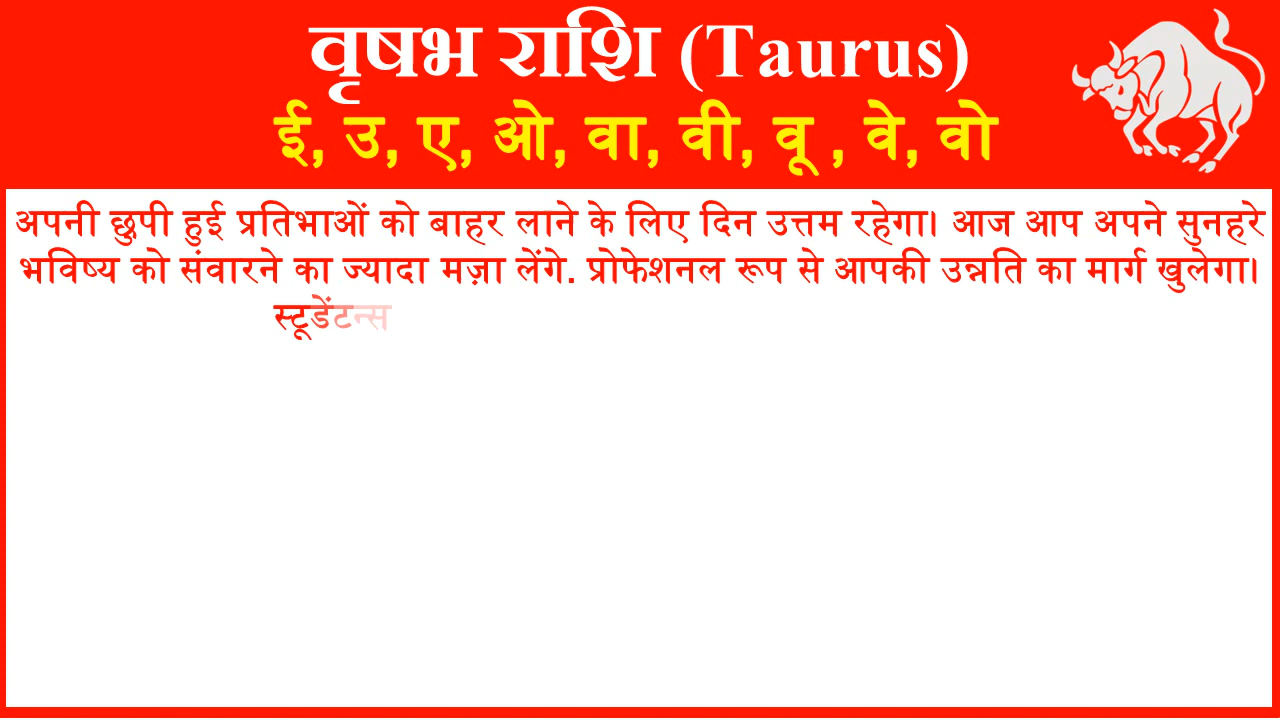 वृषभ राशि (Taurus)
ई, उ, ए, ओ, वा, वी, वू , वे, वो
अपनी छुपी हुई प्रतिभाओं को बाहर लाने के लिए दिन उत्तम रहेगा। आज आप अपने सुनहरे
भविष्य को संवारने का ज्यादा मज़ा लेंगे. प्रोफेशनल रूप से आपकी उन्नति का मार्ग खुलेगा।
स्टूडेंटन्स